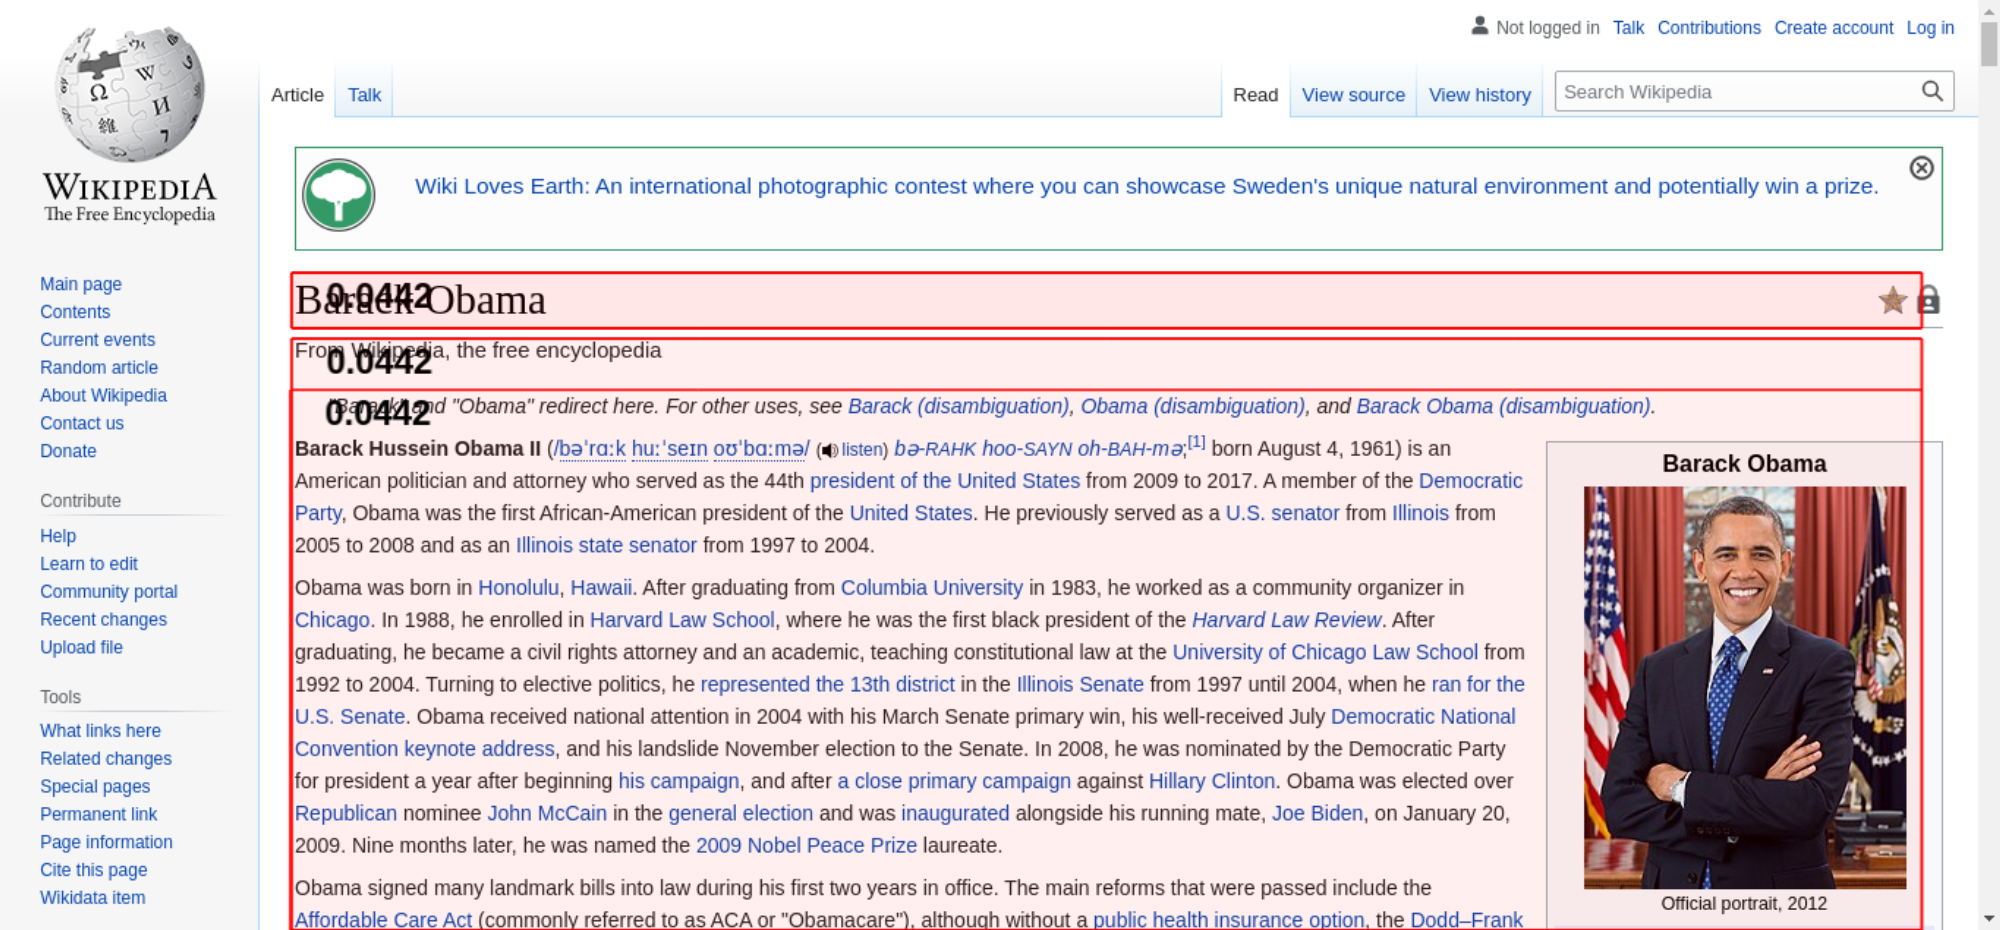 Not logged in Talk Contributions Create account Log in
Article Talk Read View source View history Search Wikipedia
WIKIPEDIA
The Free Encyclopedia
Main page
Contents
Current events
Random article
About Wikipedia
Contact us
Donate
Contribute
Help
Learn to edit
Community portal
Recent changes
Upload file
Tools
What links here
Related changes
Special pages
Permanent link
Page information
Cite this page
Wikidata item
Wiki Loves Earth: An international photographic contest where you can showcase Sweden's unique natural environment and potentially win a prize.
Barack Obama
0.0442
From Wikipedia, the free encyclopedia
0.0442
"Barack" and "Obama" redirect here. For other uses, see Barack (disambiguation), Obama (disambiguation), and Barack Obama (disambiguation).
0.0442
Barack Hussein Obama II (/bəˈrɑːk huːˈseɪn oʊˈbɑːmə/ (listen) bə-RAHK hoo-SAYN oh-BAH-mə;[1] born August 4, 1961) is an
American politician and attorney who served as the 44th president of the United States from 2009 to 2017. A member of the Democratic
Party, Obama was the first African-American president of the United States. He previously served as a U.S. senator from Illinois from
2005 to 2008 and as an Illinois state senator from 1997 to 2004.
Obama was born in Honolulu, Hawaii. After graduating from Columbia University in 1983, he worked as a community organizer in
Chicago. In 1988, he enrolled in Harvard Law School, where he was the first black president of the Harvard Law Review. After
graduating, he became a civil rights attorney and an academic, teaching constitutional law at the University of Chicago Law School from
1992 to 2004. Turning to elective politics, he represented the 13th district in the Illinois Senate from 1997 until 2004, when he ran for the
U.S. Senate. Obama received national attention in 2004 with his March Senate primary win, his well-received July Democratic National
Convention keynote address, and his landslide November election to the Senate. In 2008, he was nominated by the Democratic Party
for president a year after beginning his campaign, and after a close primary campaign against Hillary Clinton. Obama was elected over
Republican nominee John McCain in the general election and was inaugurated alongside his running mate, Joe Biden, on January 20,
2009. Nine months later, he was named the 2009 Nobel Peace Prize laureate.
Obama signed many landmark bills into law during his first two years in office. The main reforms that were passed include the
Affordable Care Act (commonly referred to as ACA or "Obamacare"), although without a public health insurance option, the Dodd–Frank
Barack Obama
Official portrait, 2012